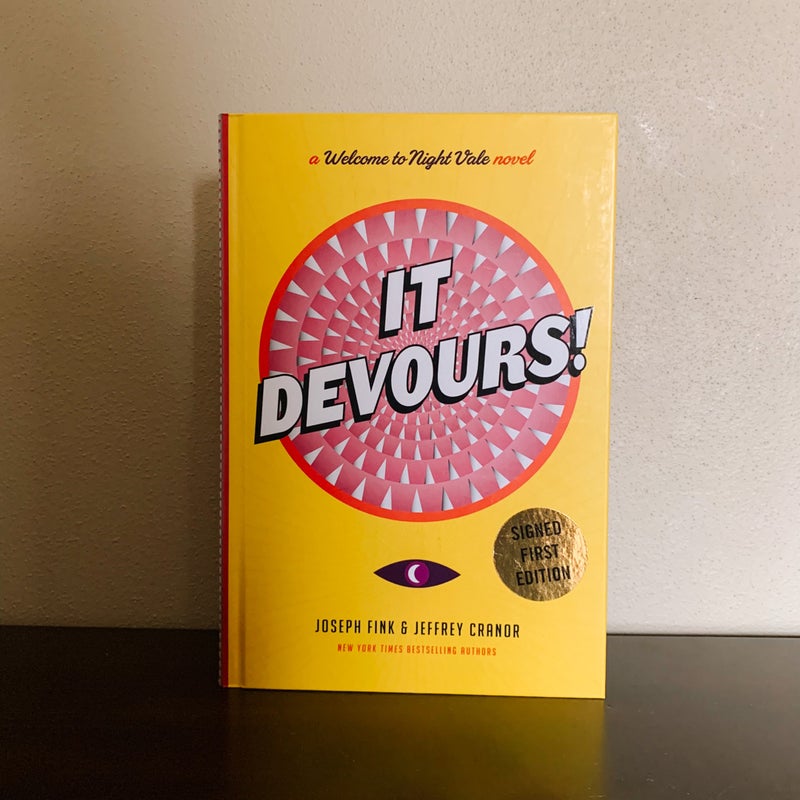 a Welcome to Night Vale novel
IT
DEVOURS!
SIGNED
FIRST
EDITION
JOSEPH FINK & JEFFREY CRANOR
NEW YORK TIMES BESTSELLING AUTHORS